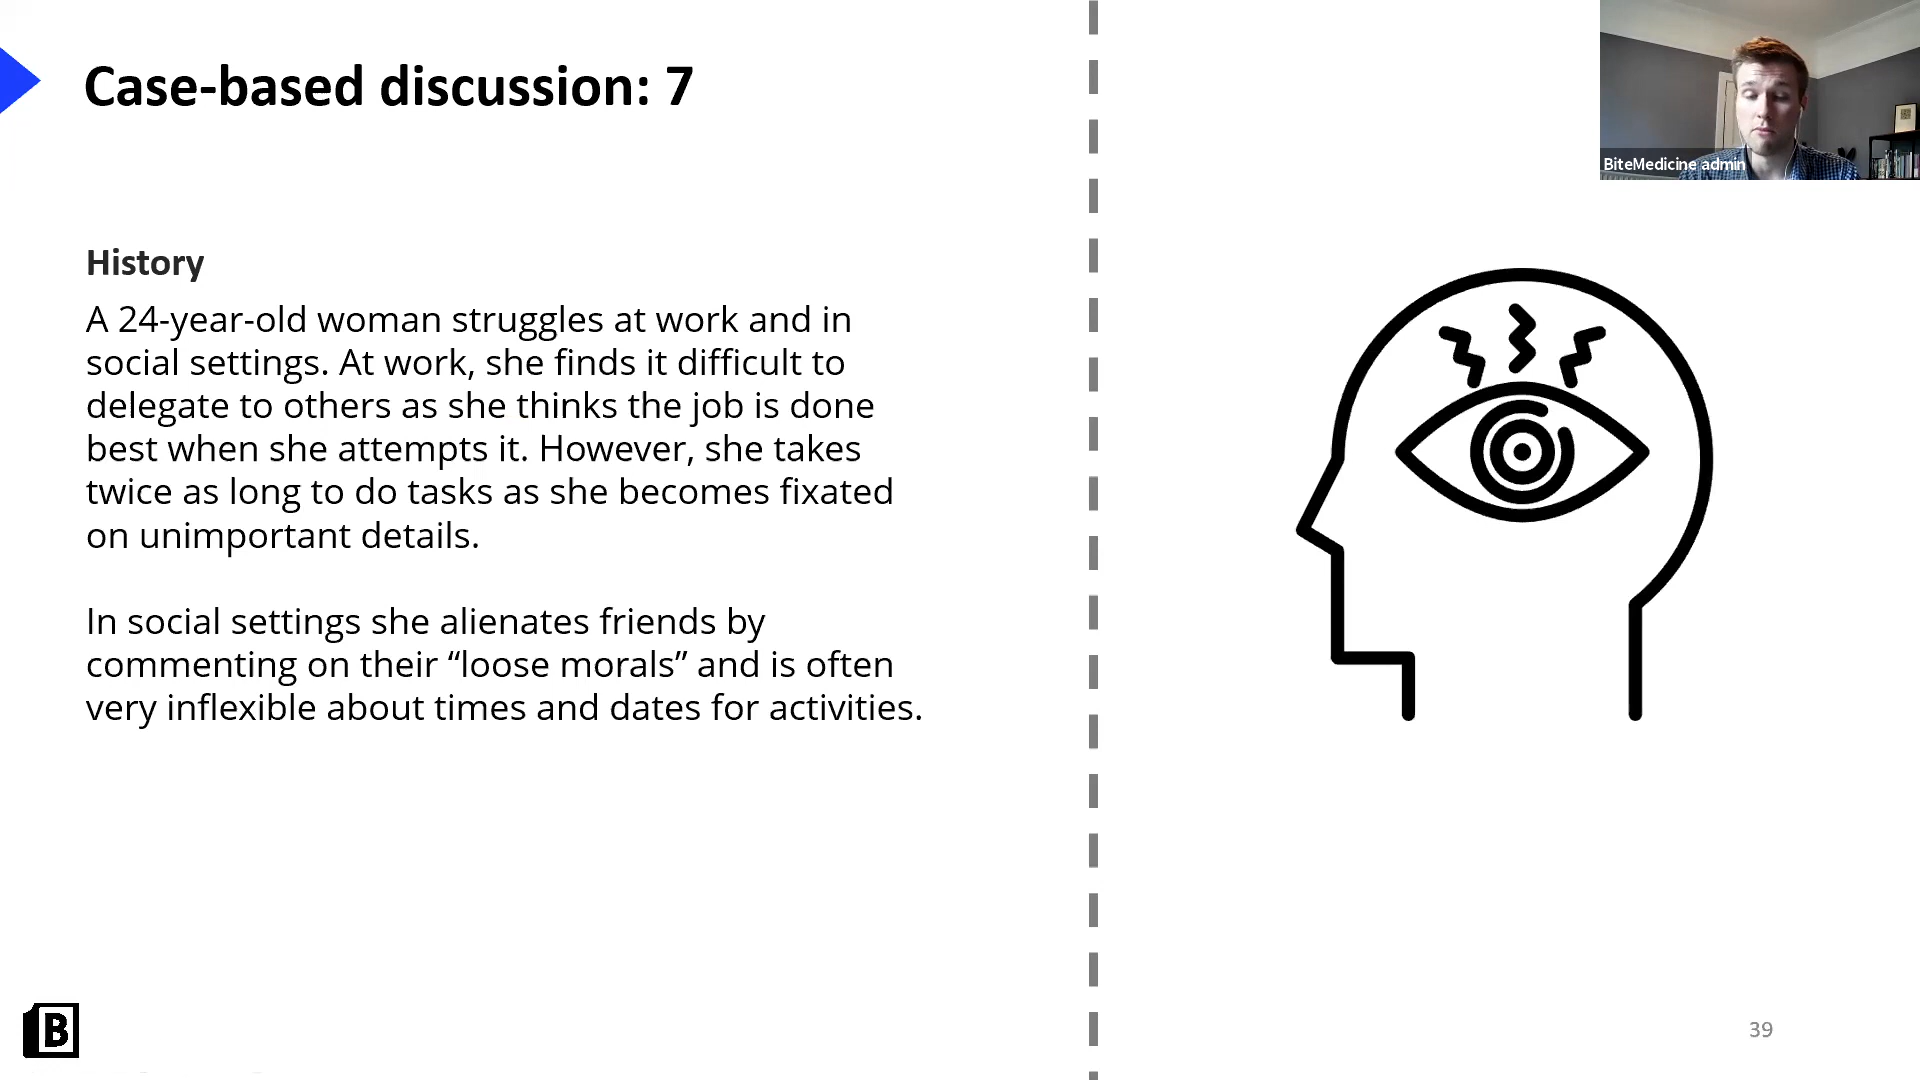 Case-based discussion: 7
BiteMedicine admin
History
A 24-year-old woman struggles at work and in
social settings. At work, she finds it difficult to
delegate to others as she thinks the job is done
best when she attempts it. However, she takes
twice as long to do tasks as she becomes fixated
on unimportant details.
In social settings she alienates friends by
commenting on their “loose morals” and is often
very inflexible about times and dates for activities.
B
39